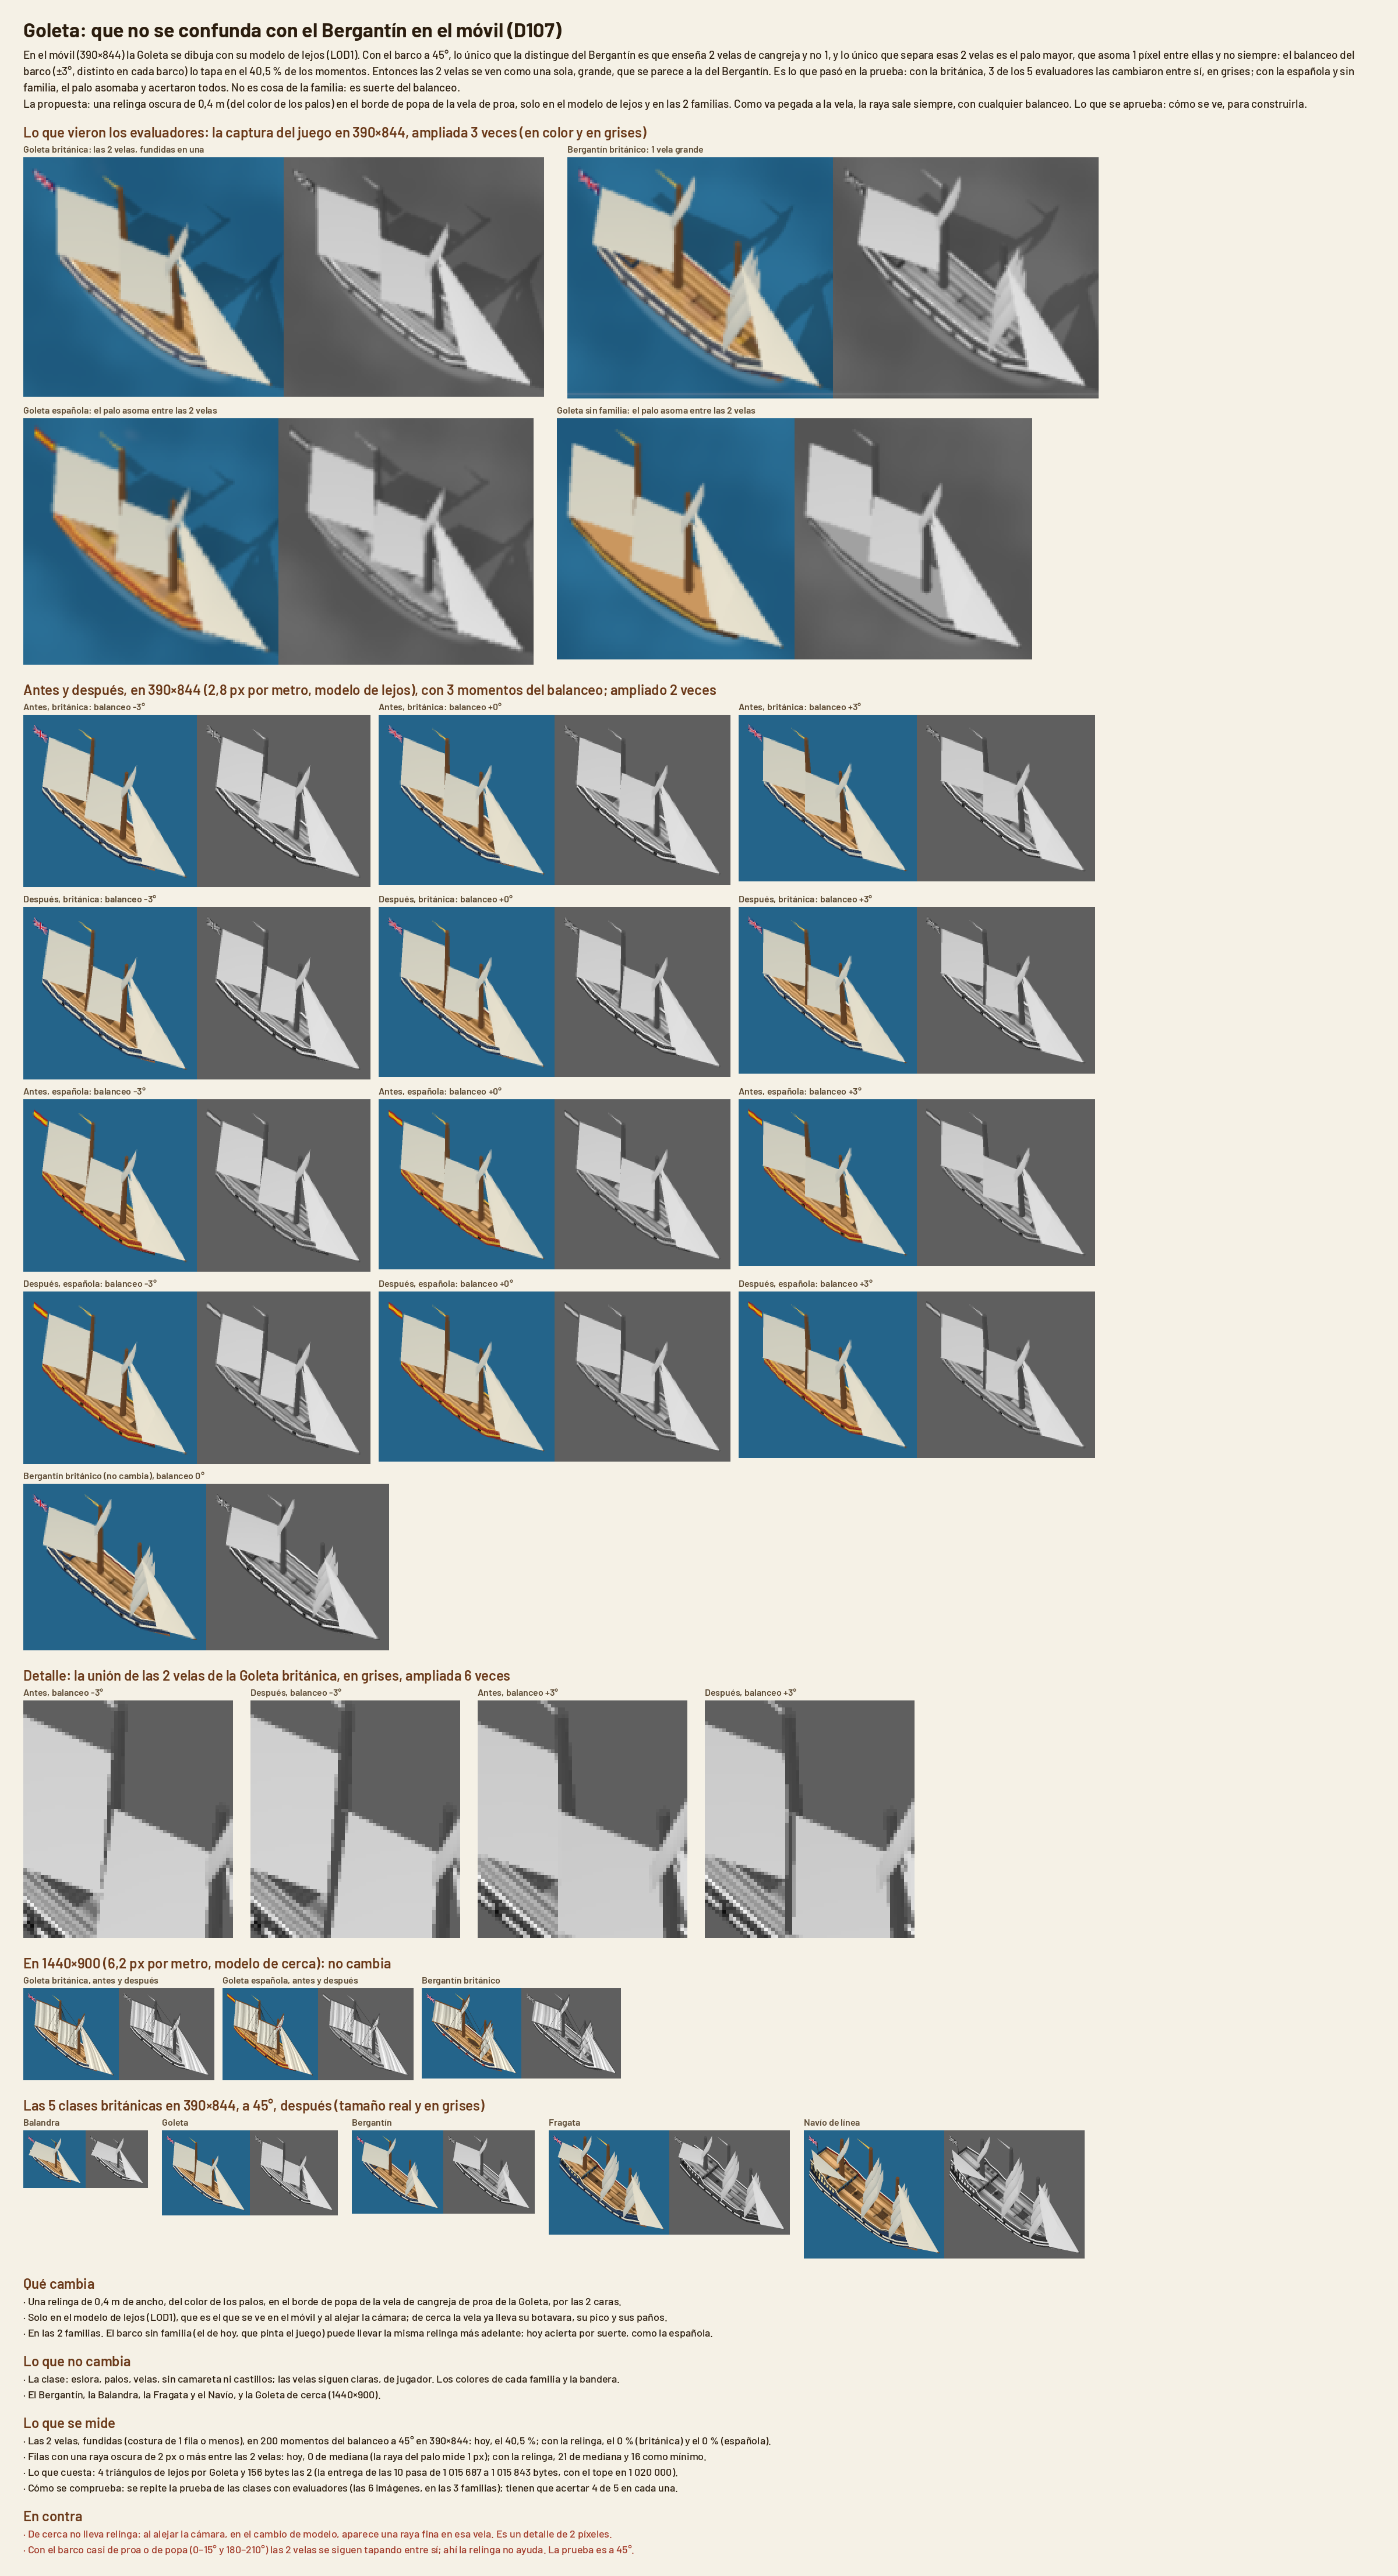 Goleta: que no se confunda con el Bergantín en el móvil (D107)
En el móvil (390×844) la Goleta se dibuja con su modelo de lejos (LOD1). Con el barco a 45°, lo único que la distingue del Bergantín es que enseña 2 velas de cangreja y no 1, y lo único que separa esas 2 velas es el palo mayor, que asoma 1 píxel entre ellas y no siempre: el balanceo del
barco (±3°, distinto en cada barco) lo tapa en el 40,5 % de los momentos. Entonces las 2 velas se ven como una sola, grande, que se parece a la del Bergantín. Es lo que pasó en la prueba: con la británica, 3 de los 5 evaluadores las cambiaron entre sí, en grises; con la española y sin
familia, el palo asomaba y acertaron todos. No es cosa de la familia: es suerte del balanceo.
La propuesta: una relinga oscura de 0,4 m (del color de los palos) en el borde de popa de la vela de proa, solo en el modelo de lejos y en las 2 familias. Como va pegada a la vela, la raya sale siempre, con cualquier balanceo. Lo que se aprueba: cómo se ve, para construirla.
Lo que vieron los evaluadores: la captura del juego en 390×844, ampliada 3 veces (en color y en grises)
Goleta británica: las 2 velas, fundidas en una
Bergantín británico: 1 vela grande
Goleta española: el palo asoma entre las 2 velas
Goleta sin familia: el palo asoma entre las 2 velas
Antes y después, en 390×844 (2,8 px por metro, modelo de lejos), con 3 momentos del balanceo; ampliado 2 veces
Antes, británica: balanceo -3°
Antes, británica: balanceo +0°
Antes, británica: balanceo +3°
Después, británica: balanceo -3°
Después, británica: balanceo +0°
Después, británica: balanceo +3°
Antes, española: balanceo -3°
Antes, española: balanceo +0°
Antes, española: balanceo +3°
Después, española: balanceo -3°
Después, española: balanceo +0°
Después, española: balanceo +3°
Bergantín británico (no cambia), balanceo 0°
Detalle: la unión de las 2 velas de la Goleta británica, en grises, ampliada 6 veces
Antes, balanceo -3°
Después, balanceo -3°
Antes, balanceo +3°
Después, balanceo +3°
En 1440×900 (6,2 px por metro, modelo de cerca): no cambia
Goleta británica, antes y después
Goleta española, antes y después
Bergantín británico
Las 5 clases británicas en 390×844, a 45°, después (tamaño real y en grises)
Balandra
Goleta
Bergantín
Fragata
Navío de línea
Qué cambia
· Una relinga de 0,4 m de ancho, del color de los palos, en el borde de popa de la vela de cangreja de proa de la Goleta, por las 2 caras.
· Solo en el modelo de lejos (LOD1), que es el que se ve en el móvil y al alejar la cámara; de cerca la vela ya lleva su botavara, su pico y sus paños.
· En las 2 familias. El barco sin familia (el de hoy, que pinta el juego) puede llevar la misma relinga más adelante; hoy acierta por suerte, como la española.
Lo que no cambia
· La clase: eslora, palos, velas, sin camareta ni castillos; las velas siguen claras, de jugador. Los colores de cada familia y la bandera.
· El Bergantín, la Balandra, la Fragata y el Navío, y la Goleta de cerca (1440×900).
Lo que se mide
· Las 2 velas, fundidas (costura de 1 fila o menos), en 200 momentos del balanceo a 45° en 390×844: hoy, el 40,5 %; con la relinga, el 0 % (británica) y el 0 % (española).
· Filas con una raya oscura de 2 px o más entre las 2 velas: hoy, 0 de mediana (la raya del palo mide 1 px); con la relinga, 21 de mediana y 16 como mínimo.
· Lo que cuesta: 4 triángulos de lejos por Goleta y 156 bytes las 2 (la entrega de las 10 pasa de 1 015 687 a 1 015 843 bytes, con el tope en 1 020 000).
· Cómo se comprueba: se repite la prueba de las clases con evaluadores (las 6 imágenes, en las 3 familias); tienen que acertar 4 de 5 en cada una.
En contra
· De cerca no lleva relinga: al alejar la cámara, en el cambio de modelo, aparece una raya fina en esa vela. Es un detalle de 2 píxeles.
· Con el barco casi de proa o de popa (0-15° y 180-210°) las 2 velas se siguen tapando entre sí; ahí la relinga no ayuda. La prueba es a 45°.